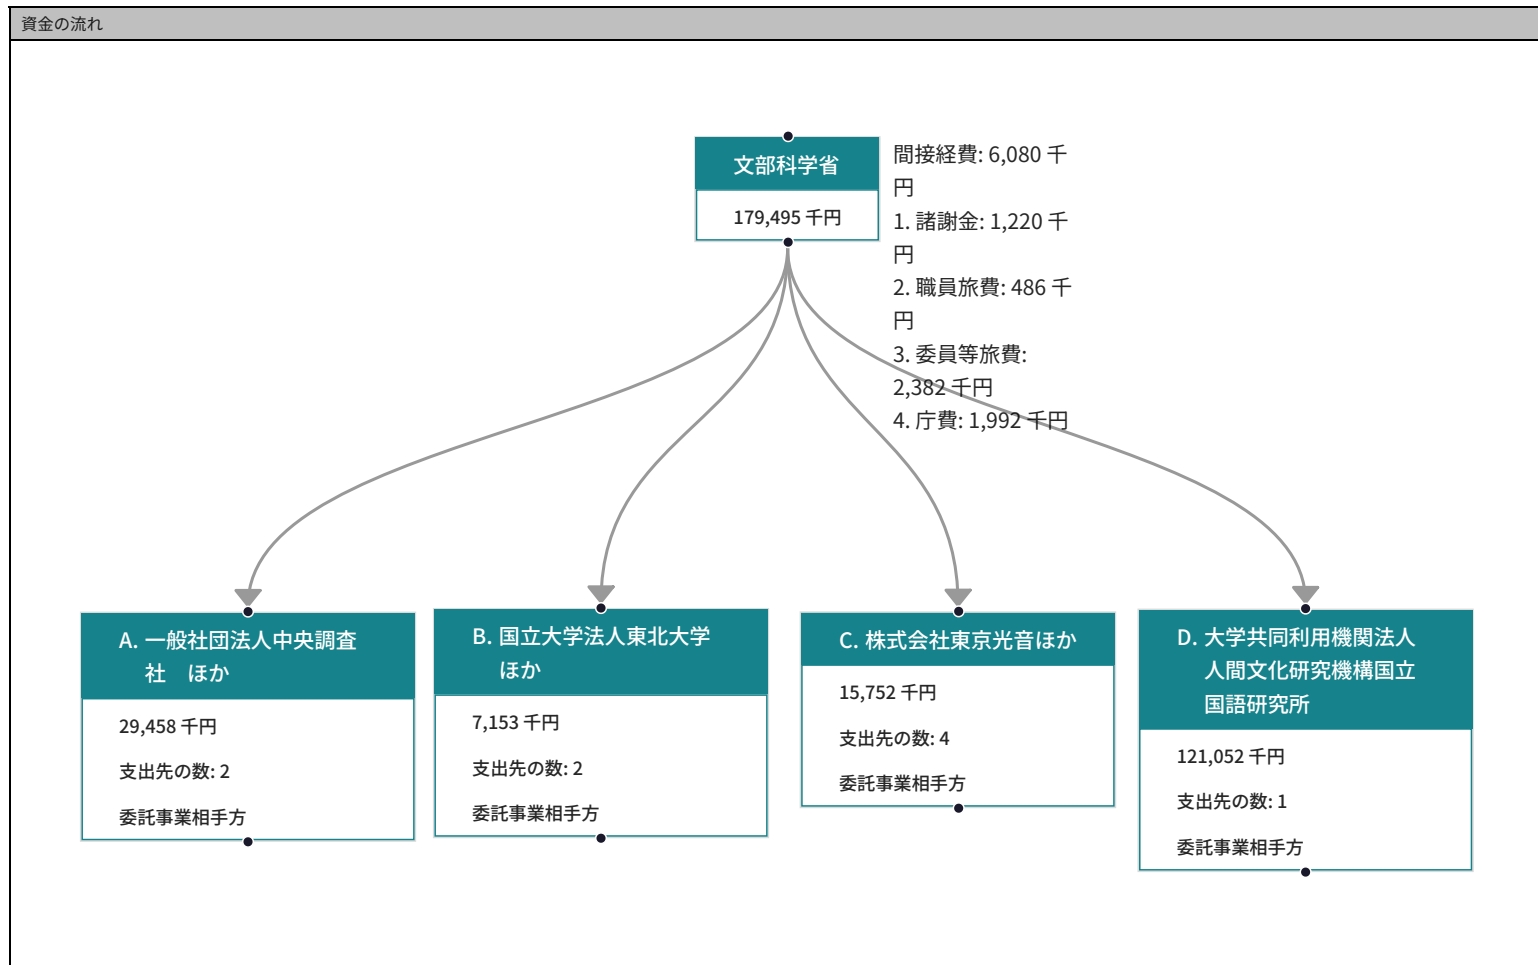 資金の流れ
文部科学省
179,495 千円
間接経費: 6,080 千
円
1. 諸謝金: 1,220 千
円
2. 職員旅費: 486 千
円
3. 委員等旅費:
2,382 千円
4. 庁費: 1,992 千円
A. 一般社団法人中央調査
社　ほか
29,458 千円
支出先の数: 2
委託事業相手方
B. 国立大学法人東北大学
ほか
7,153 千円
支出先の数: 2
委託事業相手方
C. 株式会社東京光音ほか
15,752 千円
支出先の数: 4
委託事業相手方
D. 大学共同利用機関法人
人間文化研究機構国立
国語研究所
121,052 千円
支出先の数: 1
委託事業相手方